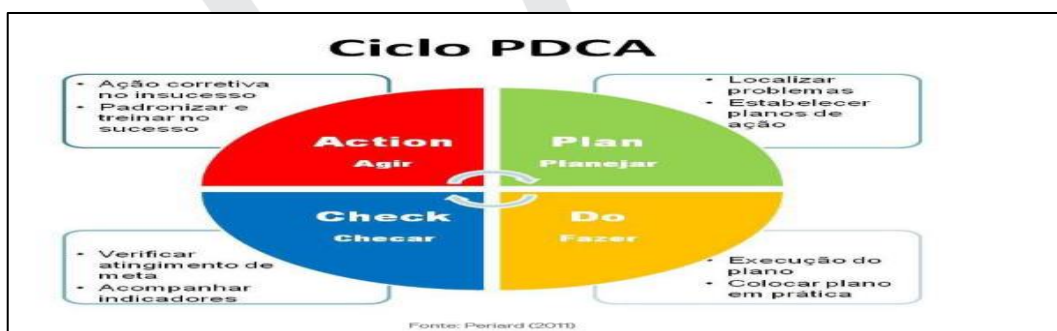 Ciclo PDCA
• Ação corretiva
no insucesso
• Padronizar e
treinar no
sucesso
• Localizar
problemas
• Estabelecer
planos de
ação
Action
Agir
Plan
Planejar
Check
Checar
Do
Fazer
• Verificar
atingimento de
meta
• Acompanhar
indicadores
• Execução do
plano
• Colocar plano
em prática
Fonte: Periard (2011)